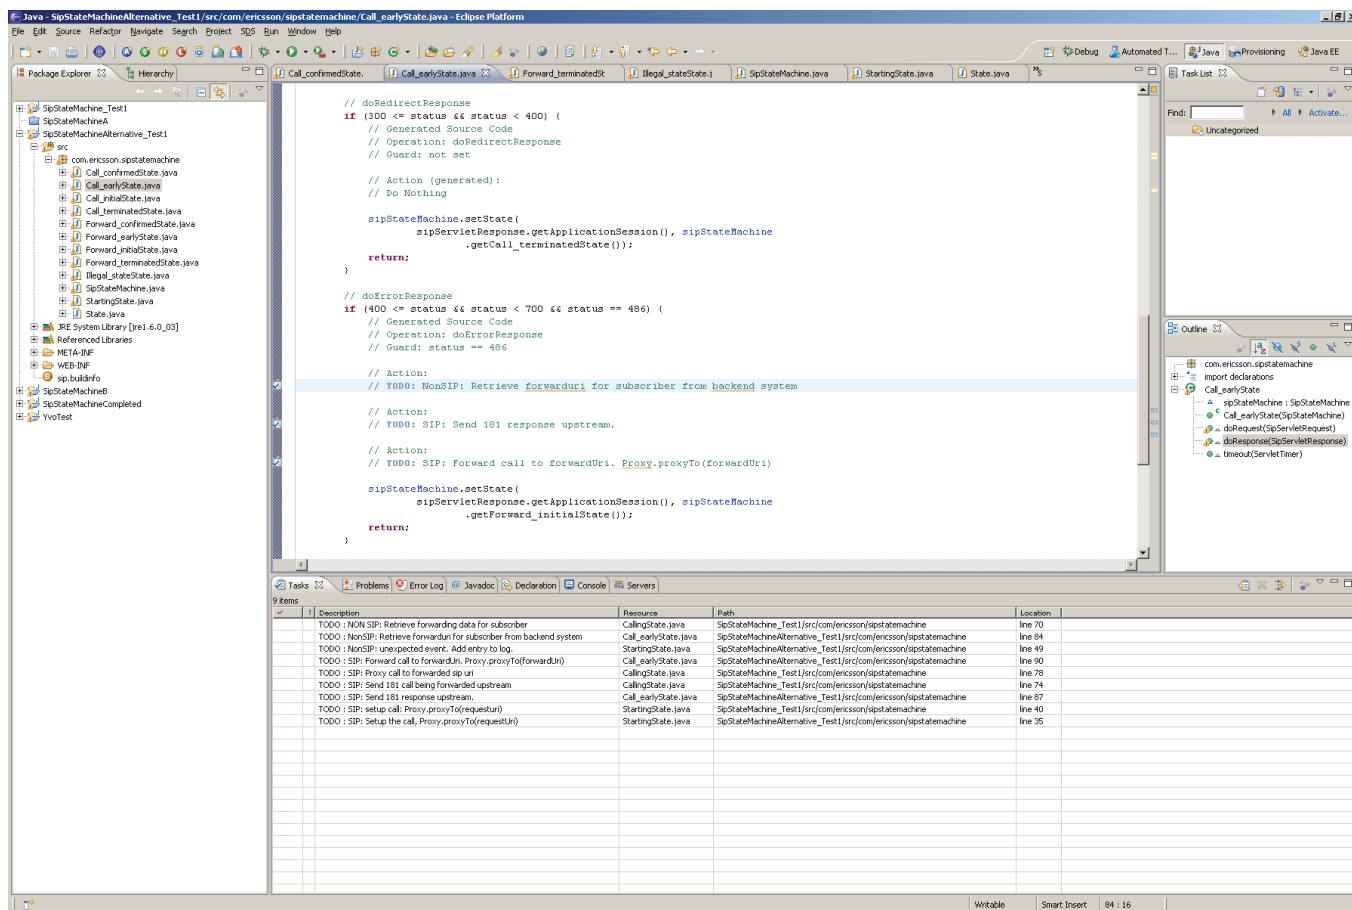 Java - SipStateMachineAlternative_Test1/src/com/ericsson/sipstatemachine/Call_earlyState.java - Eclipse Platform
File Edit Source Refactor Navigate Search Project SDS Run Window Help
Debug Automated T... Java Provisioning Java EE
Package Explorer Hierarchy
SipStateMachine_Test1
SipStateMachineA
SipStateMachineAlternative_Test1
src
com.ericsson.sipstatemachine
Call_confirmedState.java
Call_earlyState.java
Call_initialState.java
Call_terminatedState.java
Forward_confirmedState.java
Forward_earlyState.java
Forward_initialState.java
Forward_terminatedState.java
Illegal_stateState.java
SipStateMachine.java
StartingState.java
State.java
JRE System Library [jre1.6.0_03]
Referenced Libraries
META-INF
WEB-INF
sip.buildinfo
SipStateMachineB
SipStateMachineCompleted
YvoTest
Call_confirmedState. Call_earlyState.java Forward_terminatedSt Illegal_stateState.j SipStateMachine.java StartingState.java State.java »5
// doRedirectResponse
if (300 <= status && status < 400) {
// Generated Source Code
// Operation: doRedirectResponse
// Guard: not set
// Action (generated):
// Do Nothing
sipStateMachine.setState(
sipServletResponse.getApplicationSession(), sipStateMachine
.getCall_terminatedState());
return;
}
// doErrorResponse
if (400 <= status && status < 700 && status == 486) {
// Generated Source Code
// Operation: doErrorResponse
// Guard: status == 486
// Action:
// TODO: NonSIP: Retrieve forwarduri for subscriber from backend system
// Action:
// TODO: SIP: Send 181 response upstream.
// Action:
// TODO: SIP: Forward call to forwardUri. Proxy.proxyTo(forwardUri)
sipStateMachine.setState(
sipServletResponse.getApplicationSession(), sipStateMachine
.getForward_initialState());
return;
}
Task List
Find: All Activate...
Uncategorized
Outline
com.ericsson.sipstatemachine
import declarations
Call_earlyState
sipStateMachine : SipStateMachine
Call_earlyState(SipStateMachine)
doRequest(SipServletRequest)
doResponse(SipServletResponse)
timeout(ServletTimer)
Tasks Problems Error Log Javadoc Declaration Console Servers
9 items
! Description Resource Path Location
TODO : NON SIP: Retrieve forwarding data for subscriber CallingState.java SipStateMachine_Test1/src/com/ericsson/sipstatemachine line 70
TODO : NonSIP: Retrieve forwarduri for subscriber from backend system Call_earlyState.java SipStateMachineAlternative_Test1/src/com/ericsson/sipstatemachine line 84
TODO : NonSIP: unexpected event. Add entry to log. StartingState.java SipStateMachineAlternative_Test1/src/com/ericsson/sipstatemachine line 49
TODO : SIP: Forward call to forwardUri. Proxy.proxyTo(forwardUri) Call_earlyState.java SipStateMachineAlternative_Test1/src/com/ericsson/sipstatemachine line 90
TODO : SIP: Proxy call to forwarded sip uri CallingState.java SipStateMachine_Test1/src/com/ericsson/sipstatemachine line 78
TODO : SIP: Send 181 call being forwarded upstream CallingState.java SipStateMachine_Test1/src/com/ericsson/sipstatemachine line 74
TODO : SIP: Send 181 response upstream. Call_earlyState.java SipStateMachineAlternative_Test1/src/com/ericsson/sipstatemachine line 87
TODO : SIP: setup call: Proxy.proxyTo(requesturi) StartingState.java SipStateMachine_Test1/src/com/ericsson/sipstatemachine line 40
TODO : SIP: Setup the call, Proxy.proxyTo(requestUri) StartingState.java SipStateMachineAlternative_Test1/src/com/ericsson/sipstatemachine line 35
Writable Smart Insert 84 : 16